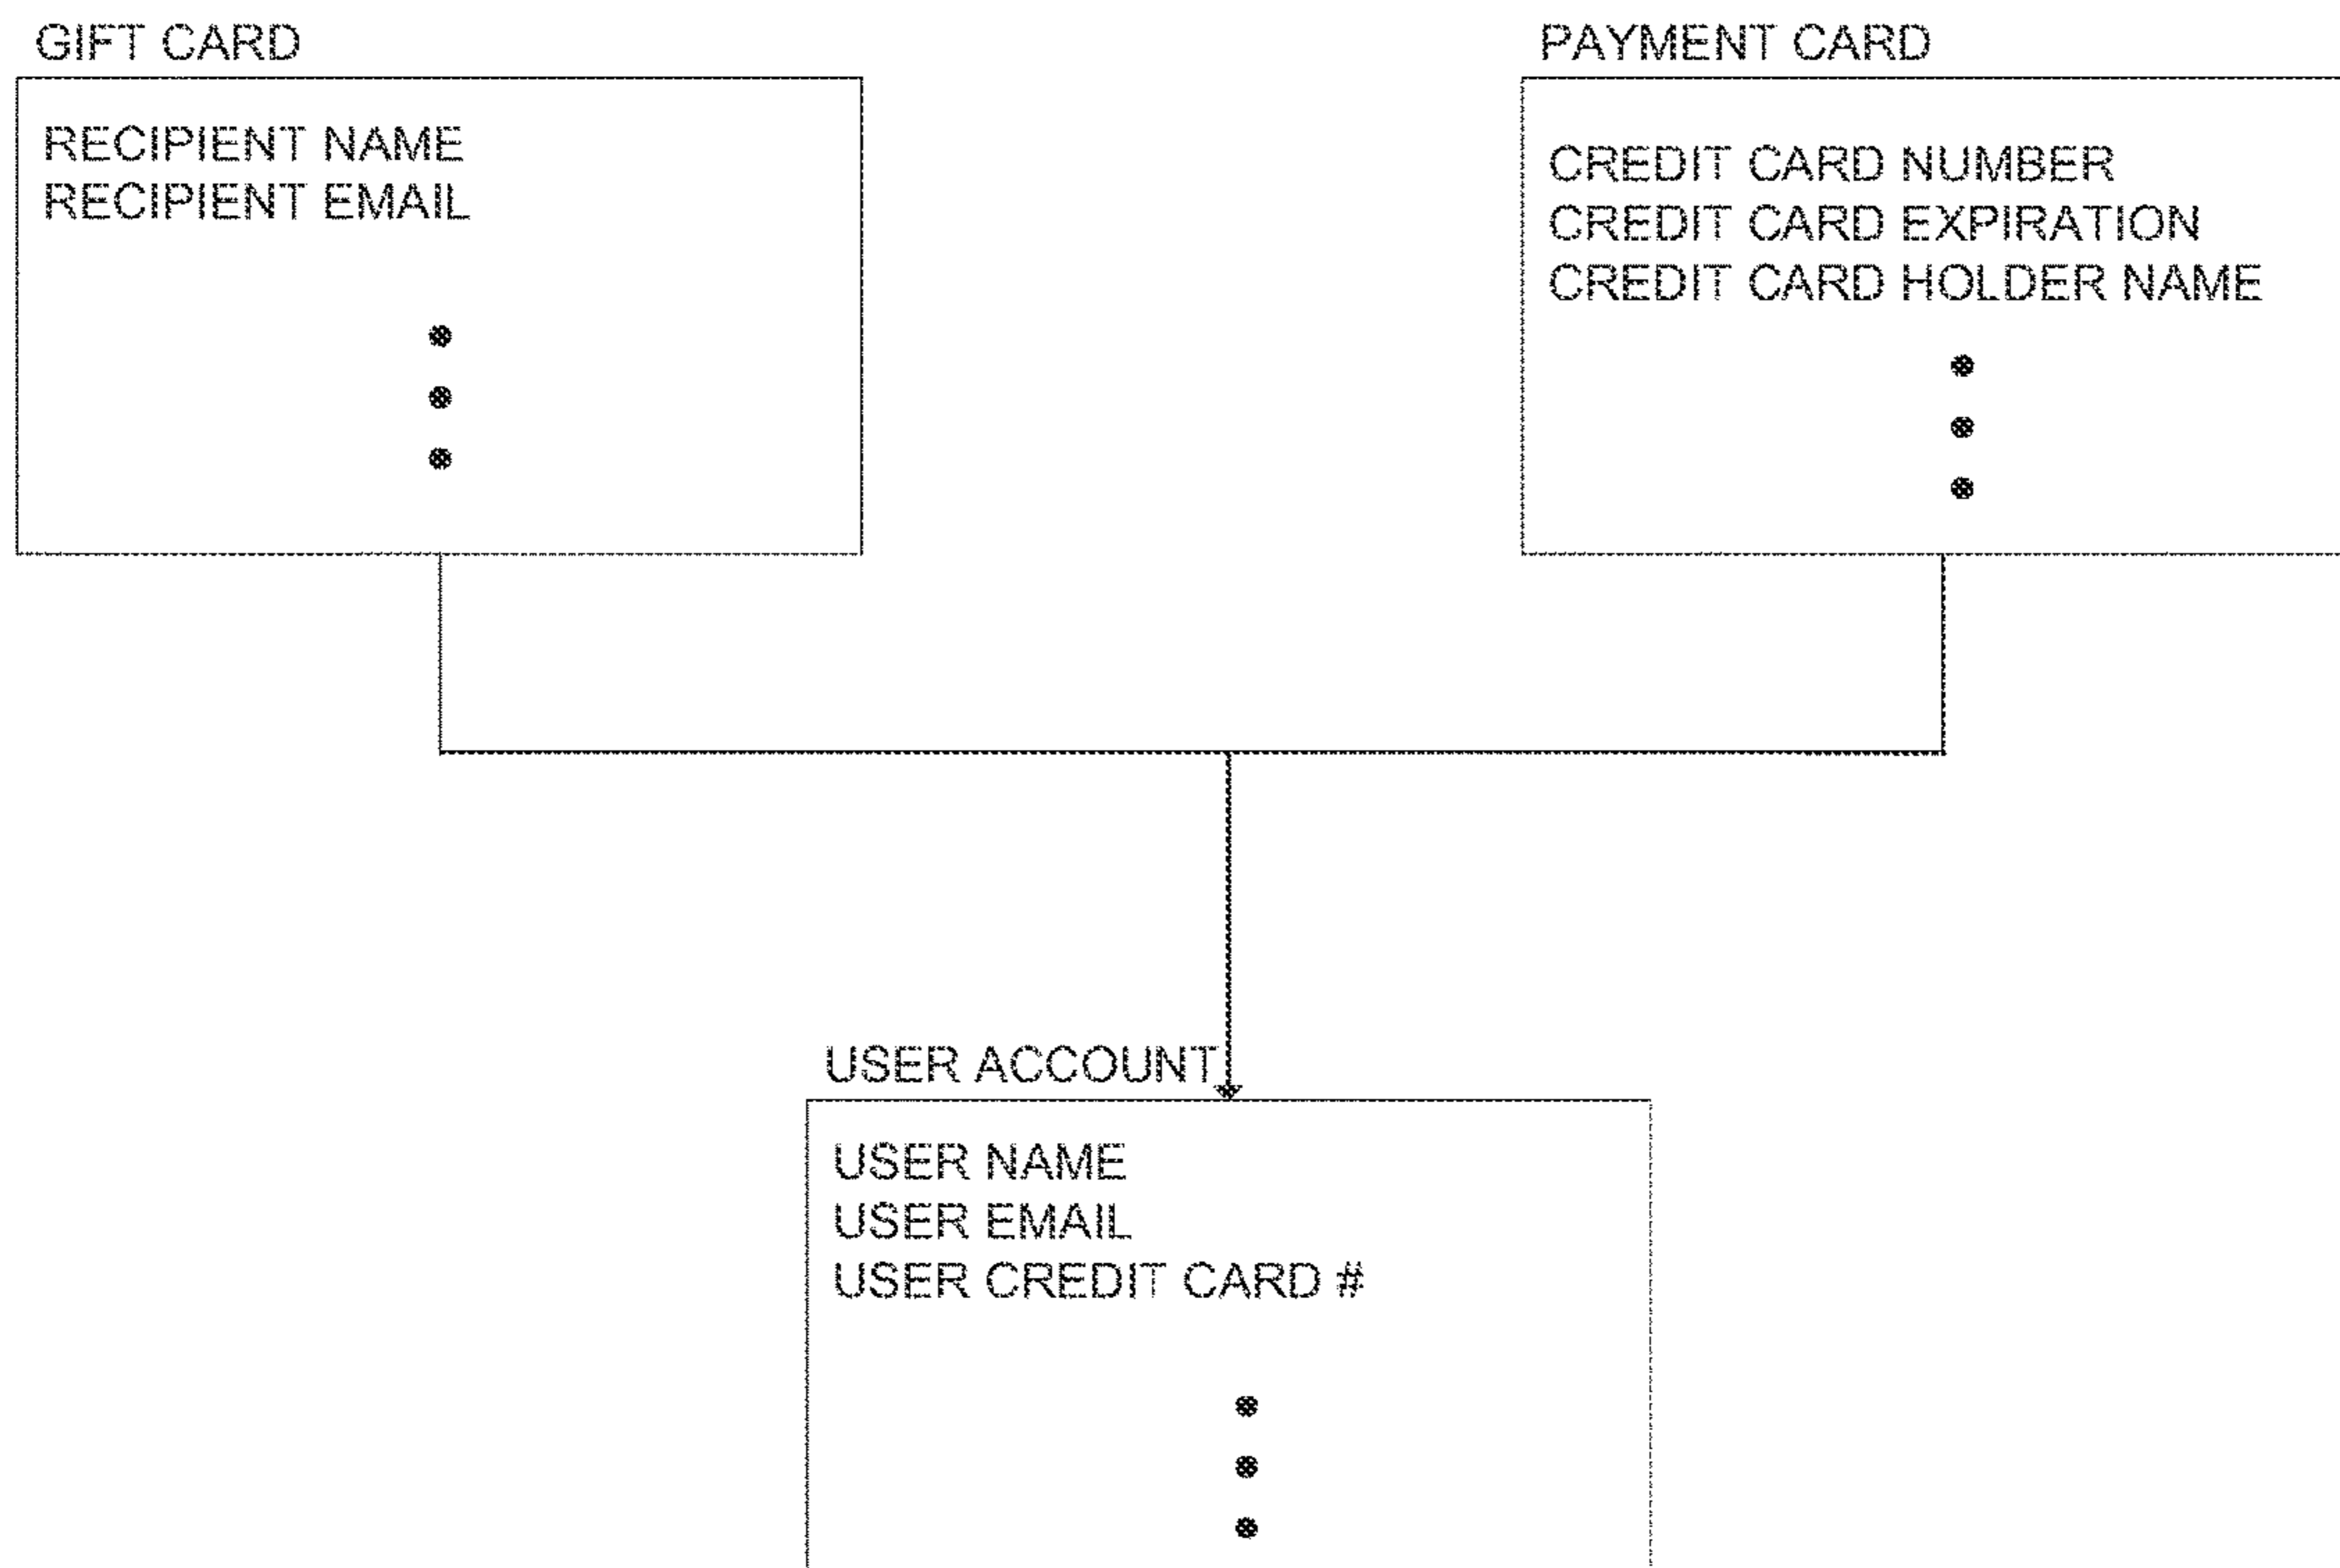 GIFT CARD
RECIPIENT NAME
RECIPIENT EMAIL
PAYMENT CARD
CREDIT CARD NUMBER
CREDIT CARD EXPIRATION
CREDIT CARD HOLDER NAME
USER ACCOUNT
USER NAME
USER EMAIL
USER CREDIT CARD #